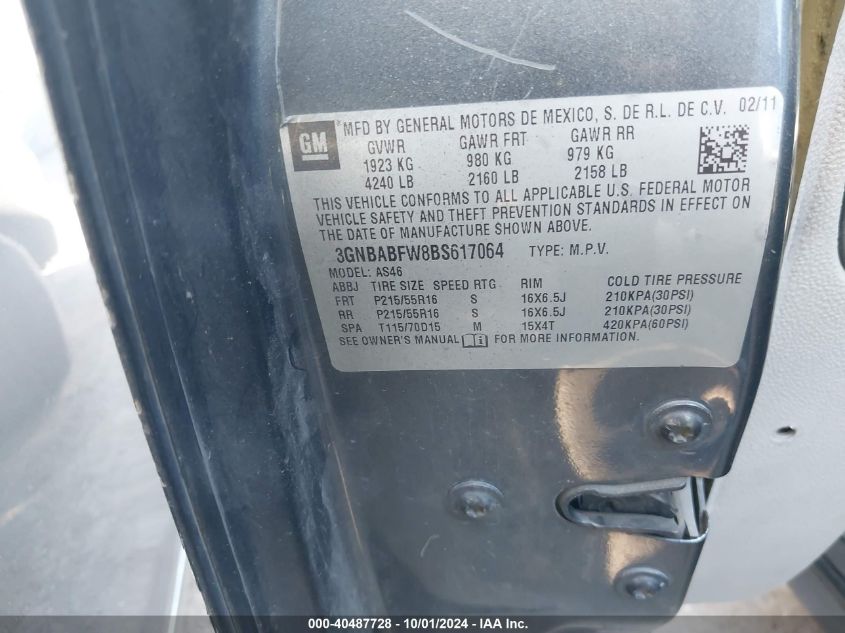 GM
*MFD BY GENERAL MOTORS DE MEXICO, S. DE R.L. DE C.V. 02/11
GVWR GAWR FRT GAWR RR
1923 KG 980 KG 979 KG
4240 LB 2160 LB 2158 LB
THIS VEHICLE CONFORMS TO ALL APPLICABLE U.S. FEDERAL MOTOR
VEHICLE SAFETY AND THEFT PREVENTION STANDARDS IN EFFECT ON
THE DATE OF MANUFACTURE SHOWN ABOVE.
3GNBABFW8BS617064 TYPE: M.P.V.
MODEL: AS46
ABBJ TIRE SIZE SPEED RTG RIM COLD TIRE PRESSURE
FRT P215/55R16 S 16X6.5J 210KPA(30PSI)
RR P215/55R16 S 16X6.5J 210KPA(30PSI)
SPA T115/70D15 M 15X4T 420KPA(60PSI)
SEE OWNER'S MANUAL i FOR MORE INFORMATION.
000-40487728 - 10/01/2024 - IAA Inc.